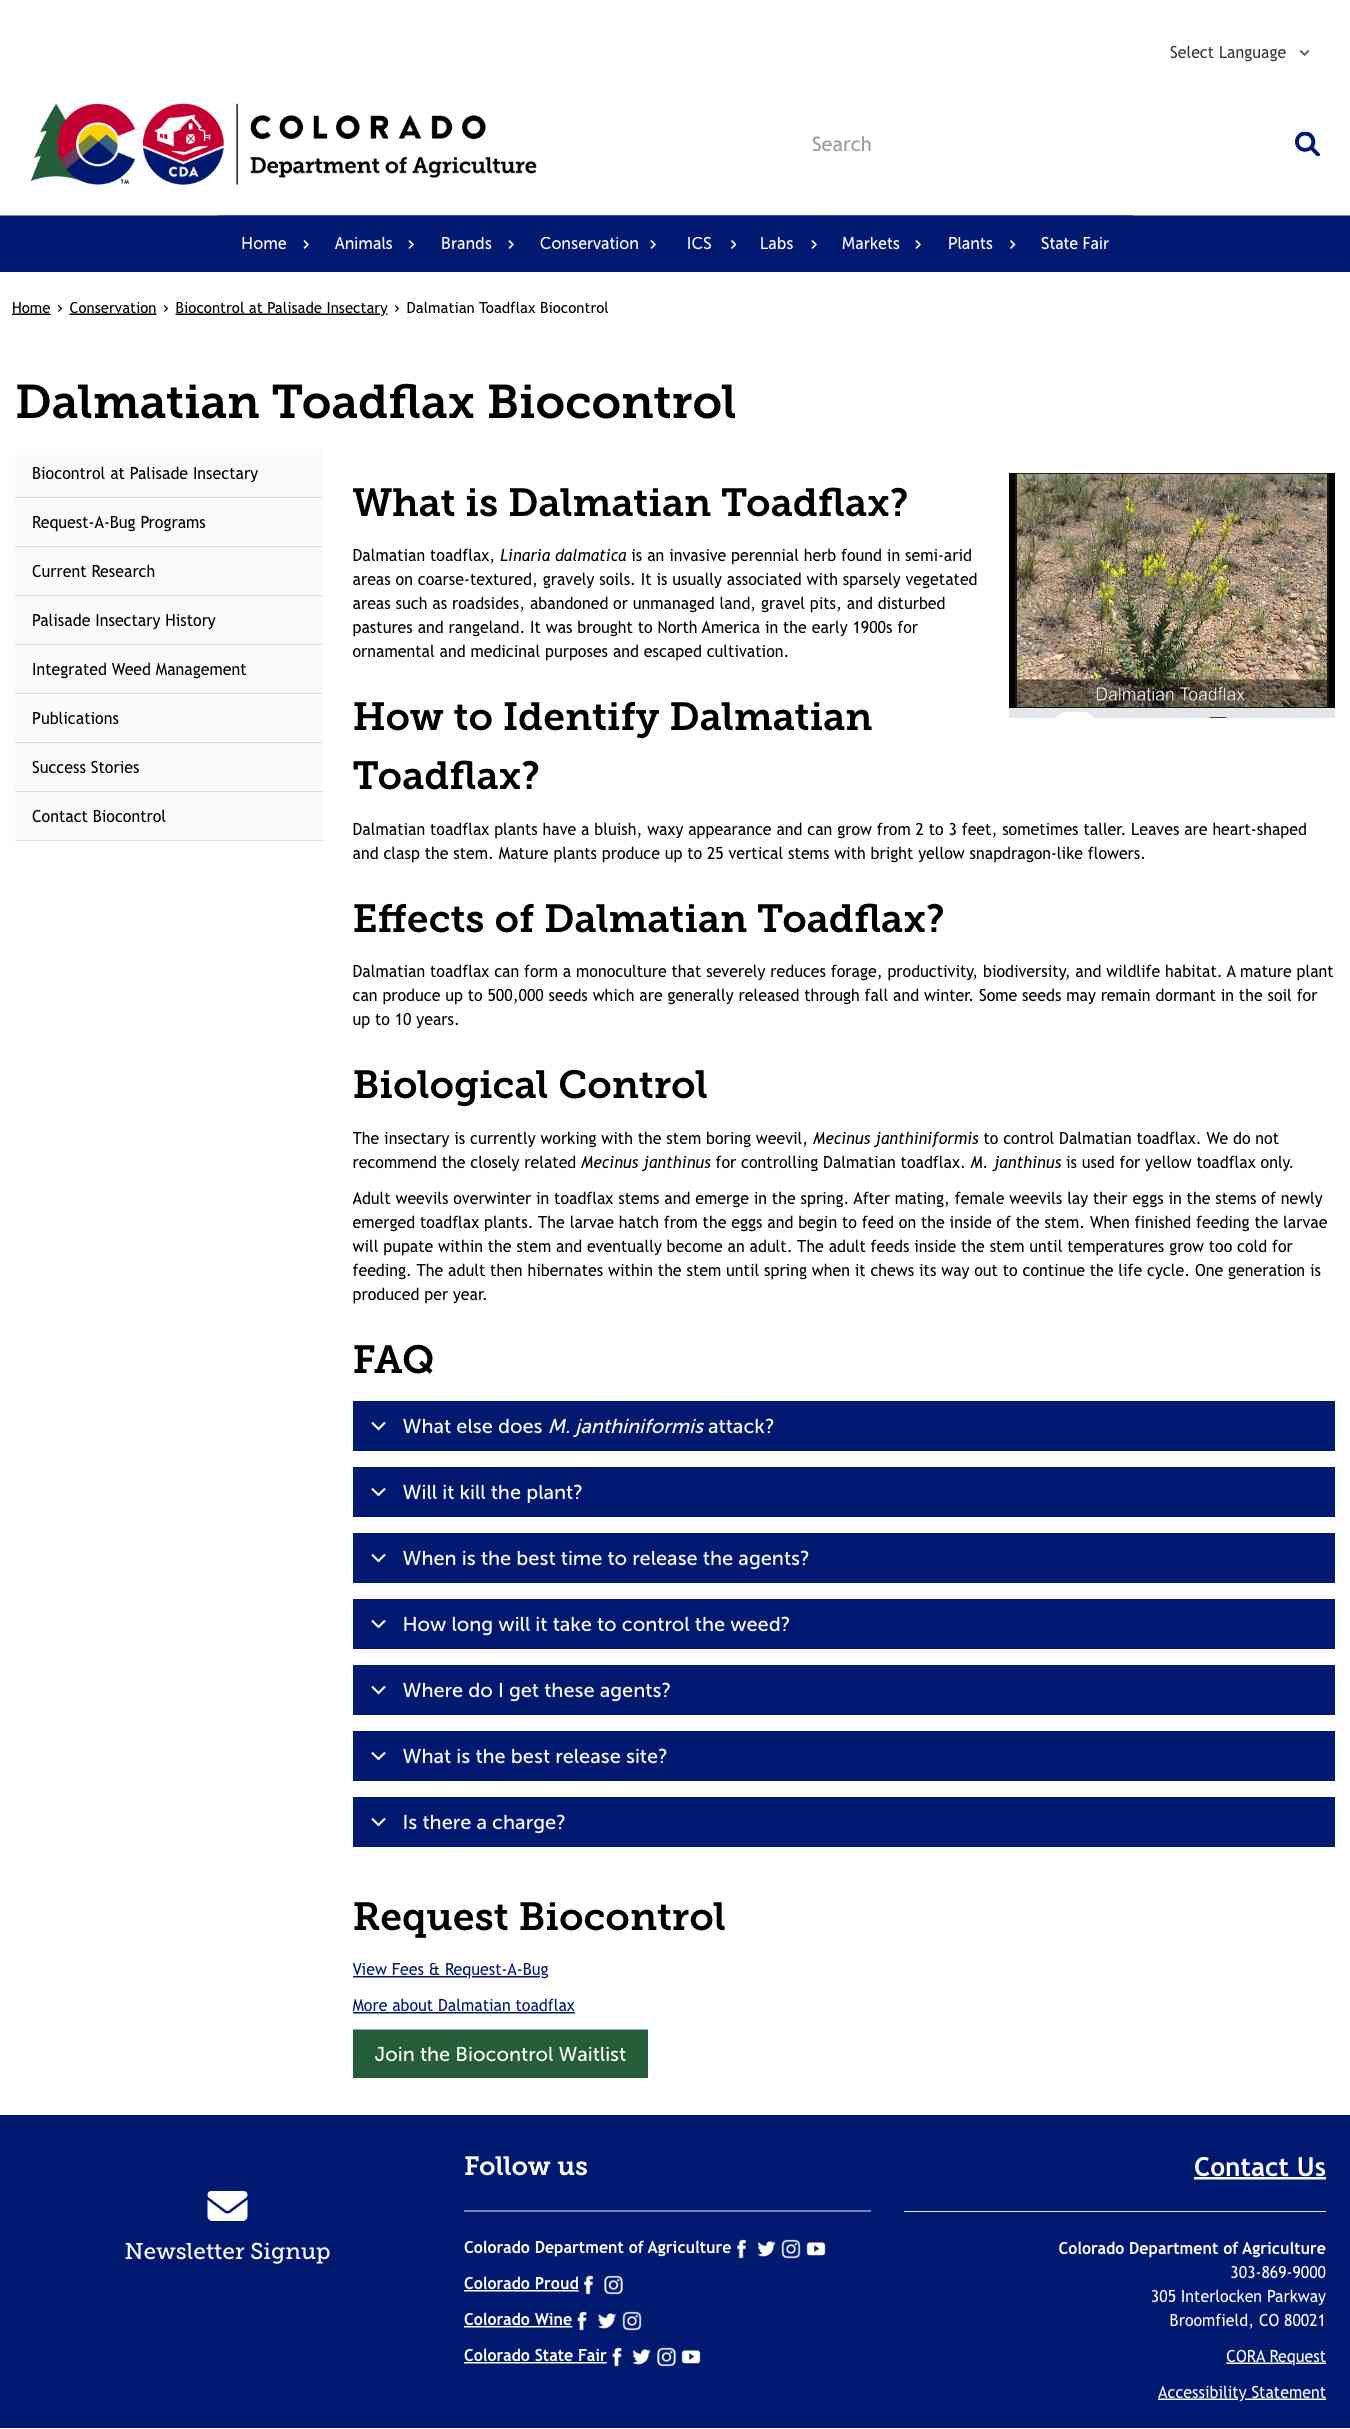 Select Language
COLORADO
Department of Agriculture
CDA
TM
Search
Home Animals Brands Conservation ICS Labs Markets Plants State Fair
Home › Conservation › Biocontrol at Palisade Insectary › Dalmatian Toadflax Biocontrol
Dalmatian Toadflax Biocontrol
Biocontrol at Palisade Insectary
Request-A-Bug Programs
Current Research
Palisade Insectary History
Integrated Weed Management
Publications
Success Stories
Contact Biocontrol
What is Dalmatian Toadflax?
Dalmatian toadflax, Linaria dalmatica is an invasive perennial herb found in semi-arid
areas on coarse-textured, gravely soils. It is usually associated with sparsely vegetated
areas such as roadsides, abandoned or unmanaged land, gravel pits, and disturbed
pastures and rangeland. It was brought to North America in the early 1900s for
ornamental and medicinal purposes and escaped cultivation.
Dalmatian Toadflax
How to Identify Dalmatian
Toadflax?
Dalmatian toadflax plants have a bluish, waxy appearance and can grow from 2 to 3 feet, sometimes taller. Leaves are heart-shaped
and clasp the stem. Mature plants produce up to 25 vertical stems with bright yellow snapdragon-like flowers.
Effects of Dalmatian Toadflax?
Dalmatian toadflax can form a monoculture that severely reduces forage, productivity, biodiversity, and wildlife habitat. A mature plant
can produce up to 500,000 seeds which are generally released through fall and winter. Some seeds may remain dormant in the soil for
up to 10 years.
Biological Control
The insectary is currently working with the stem boring weevil, Mecinus janthiniformis to control Dalmatian toadflax. We do not
recommend the closely related Mecinus janthinus for controlling Dalmatian toadflax. M. janthinus is used for yellow toadflax only.
Adult weevils overwinter in toadflax stems and emerge in the spring. After mating, female weevils lay their eggs in the stems of newly
emerged toadflax plants. The larvae hatch from the eggs and begin to feed on the inside of the stem. When finished feeding the larvae
will pupate within the stem and eventually become an adult. The adult feeds inside the stem until temperatures grow too cold for
feeding. The adult then hibernates within the stem until spring when it chews its way out to continue the life cycle. One generation is
produced per year.
FAQ
What else does M. janthiniformis attack?
Will it kill the plant?
When is the best time to release the agents?
How long will it take to control the weed?
Where do I get these agents?
What is the best release site?
Is there a charge?
Request Biocontrol
View Fees & Request-A-Bug
More about Dalmatian toadflax
Join the Biocontrol Waitlist
Newsletter Signup
Follow us
Colorado Department of Agriculture
Colorado Proud
Colorado Wine
Colorado State Fair
Contact Us
Colorado Department of Agriculture
303-869-9000
305 Interlocken Parkway
Broomfield, CO 80021
CORA Request
Accessibility Statement